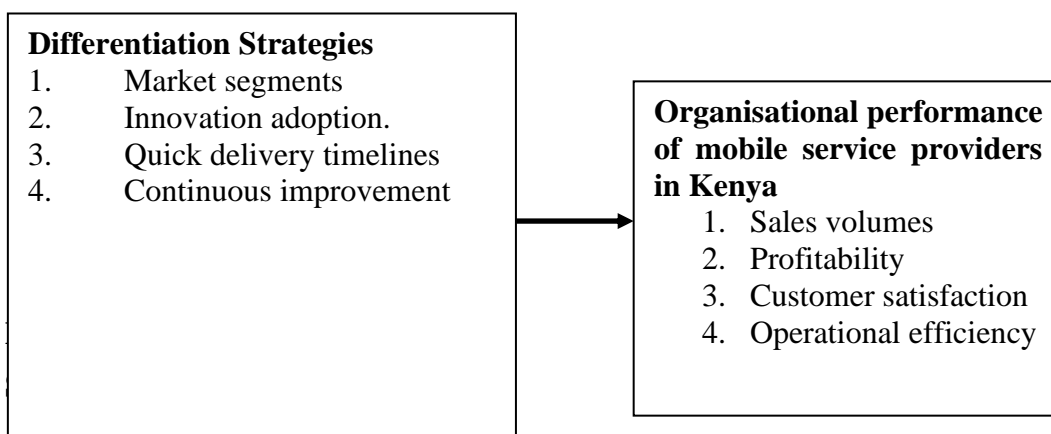 Differentiation Strategies
1. Market segments
2. Innovation adoption.
3. Quick delivery timelines
4. Continuous improvement
Organisational performance
of mobile service providers
in Kenya
1. Sales volumes
2. Profitability
3. Customer satisfaction
4. Operational efficiency